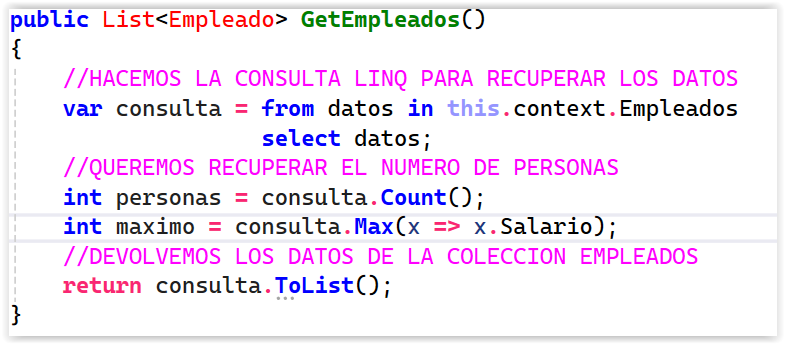 public List<Empleado> GetEmpleados()
{
//HACEMOS LA CONSULTA LINQ PARA RECUPERAR LOS DATOS
var consulta = from datos in this.context.Empleados
select datos;
//QUEREMOS RECUPERAR EL NUMERO DE PERSONAS
int personas = consulta.Count();
int maximo = consulta.Max(x => x.Salario);
//DEVOLVEMOS LOS DATOS DE LA COLECCION EMPLEADOS
return consulta.ToList();
}